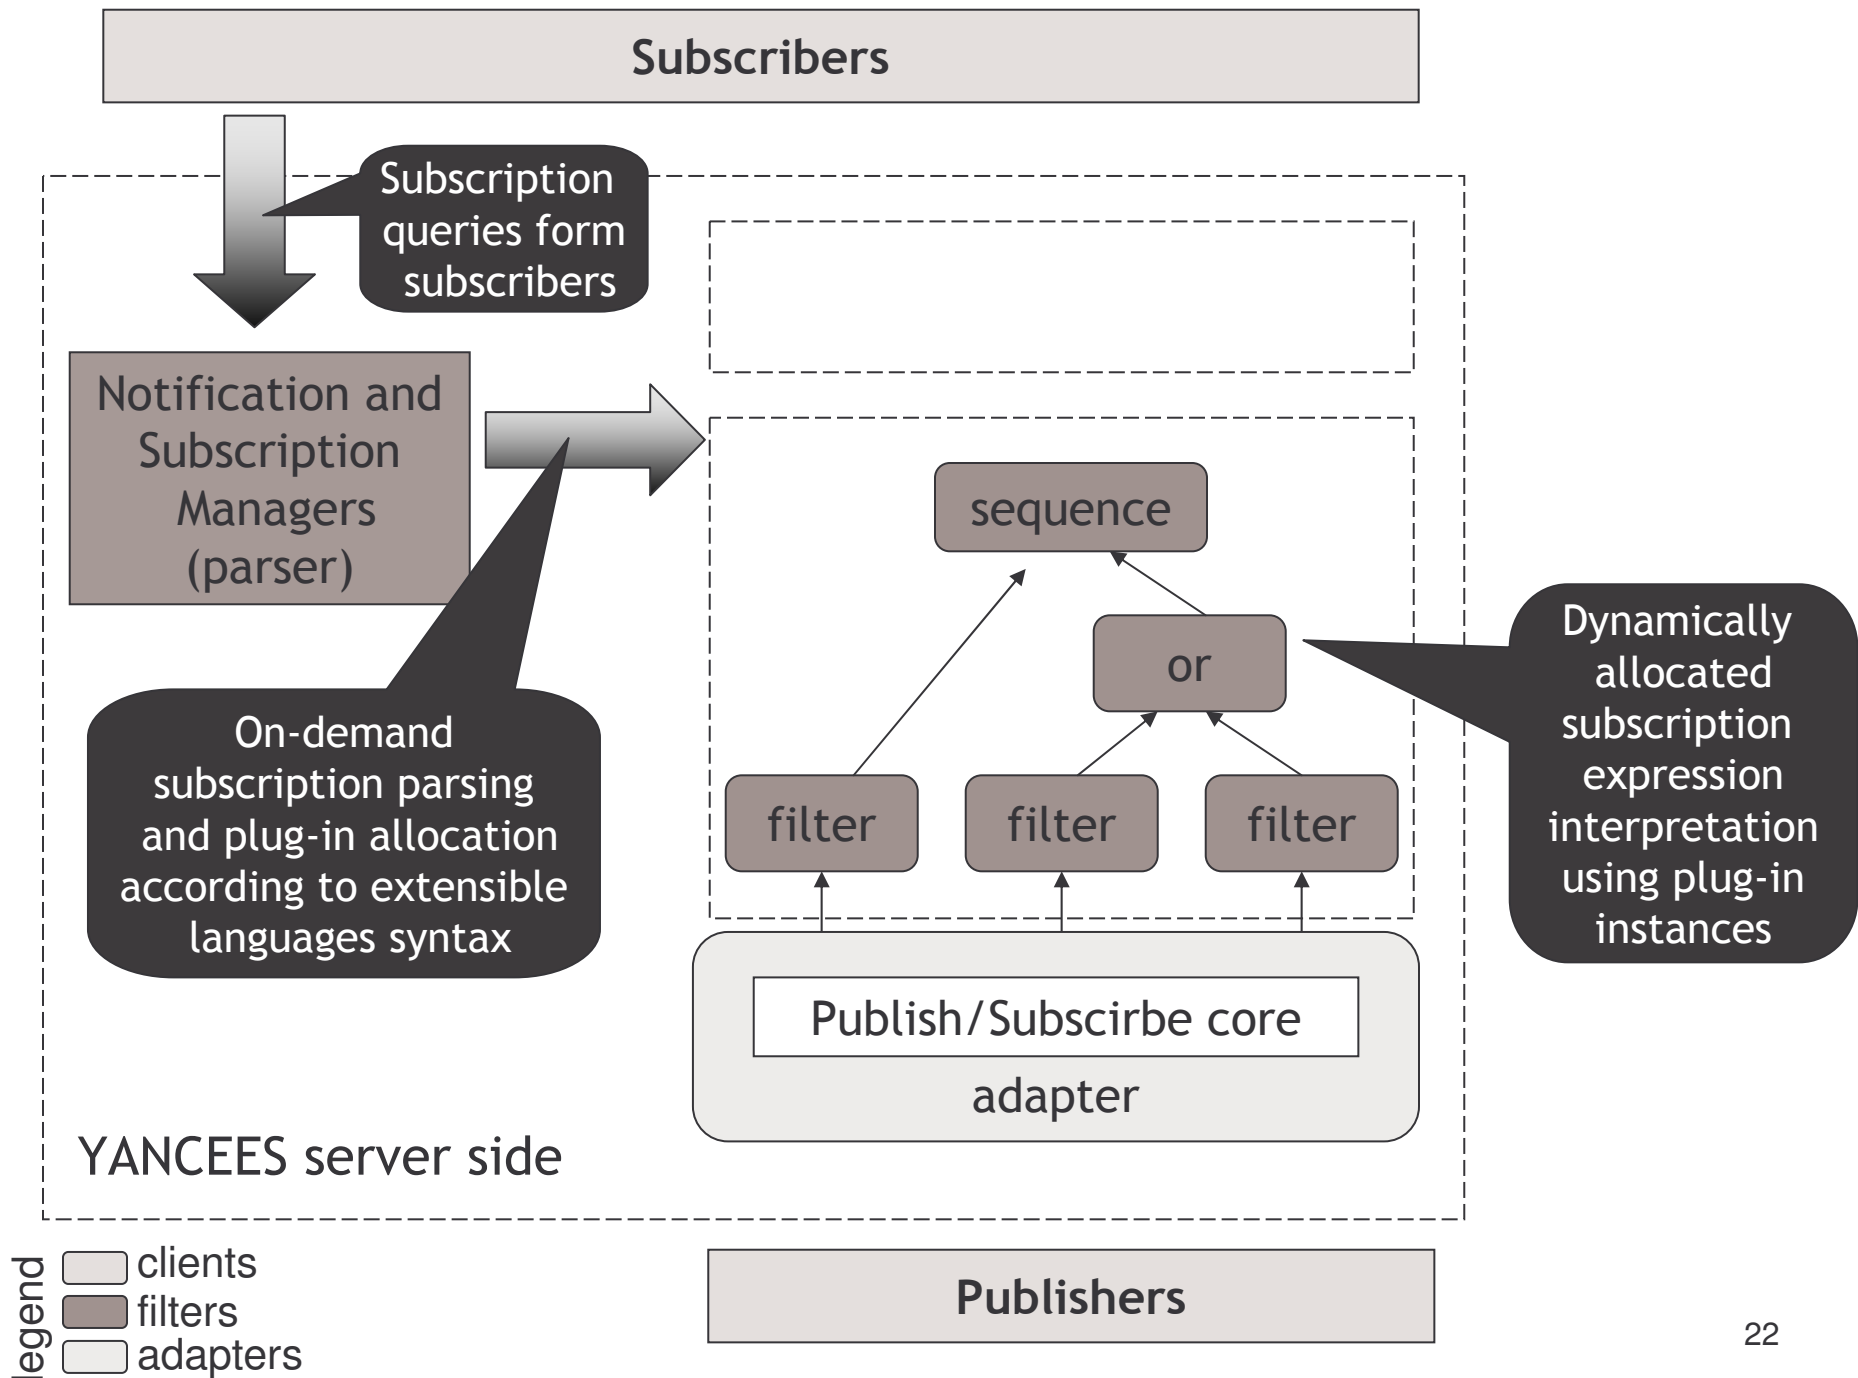 Subscribers
Subscription
queries form
subscribers
Notification and
Subscription
Managers
(parser)
sequence
or
filter
filter
filter
On-demand
subscription parsing
and plug-in allocation
according to extensible
languages syntax
Dynamically
allocated
subscription
expression
interpretation
using plug-in
instances
Publish/Subscirbe core
adapter
YANCEES server side
legend
clients
filters
adapters
Publishers
22